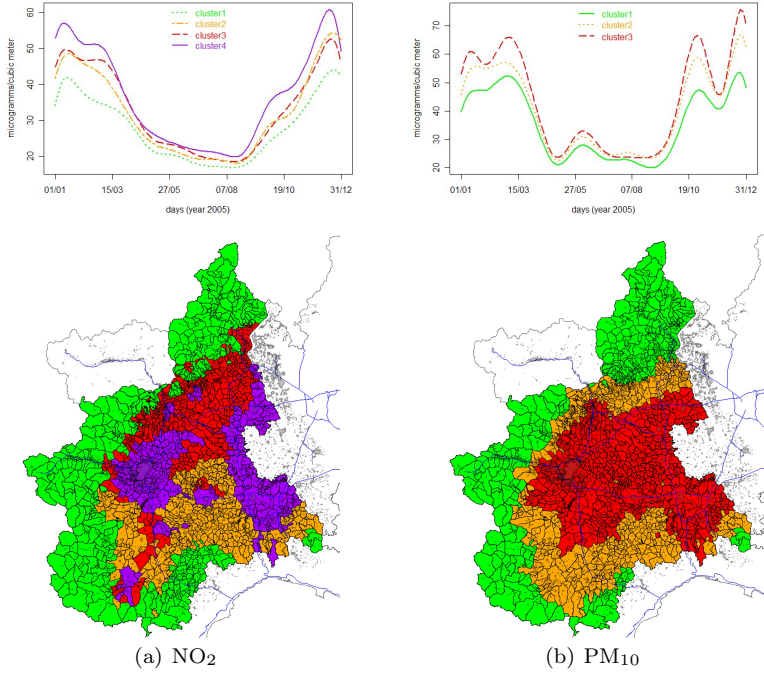 microgramms/cubic meter
60
50
40
30
20
cluster1
cluster2
cluster3
cluster4
01/01 15/03 27/05 07/08 19/10 31/12
days (year 2005)
microgramms/cubic meter
70
60
50
40
30
20
cluster1
cluster2
cluster3
01/01 15/03 27/05 07/08 19/10 31/12
days (year 2005)
(a) NO₂
(b) PM₁₀